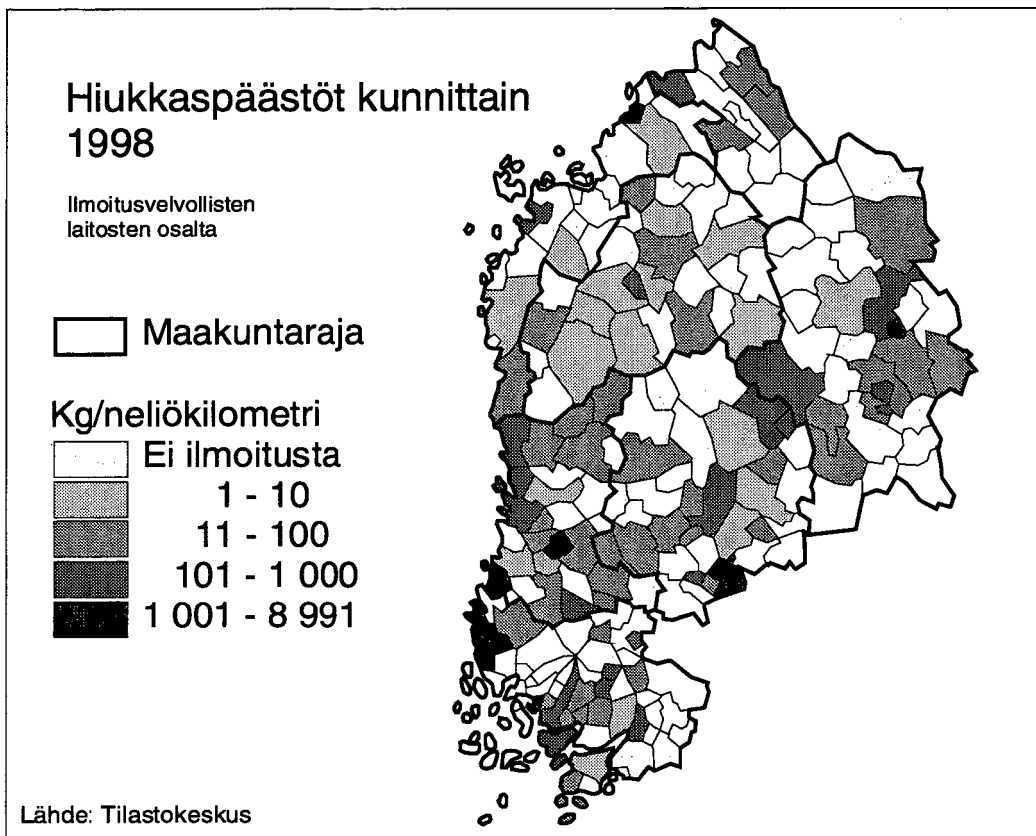 Hiukkaspäästöt kunnittain
1998
Ilmoitusvelvollisten
laitosten osalta
Maakuntaraja
Kg/neliökilometri
Ei ilmoitusta
1 - 10
11 - 100
101 - 1 000
1 001 - 8 991
Lähde: Tilastokeskus